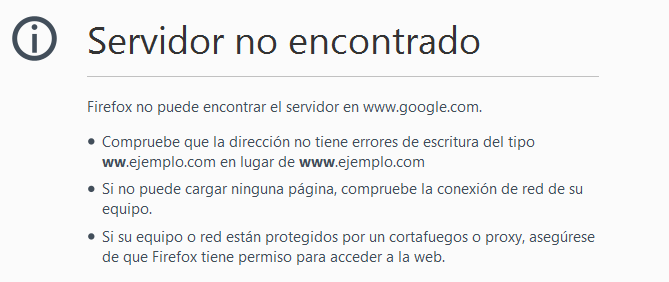 Servidor no encontrado
Firefox no puede encontrar el servidor en www.google.com.
Compruebe que la dirección no tiene errores de escritura del tipo
ww.ejemplo.com en lugar de www.ejemplo.com
Si no puede cargar ninguna página, compruebe la conexión de red de su
equipo.
Si su equipo o red están protegidos por un cortafuegos o proxy, asegúrese
de que Firefox tiene permiso para acceder a la web.